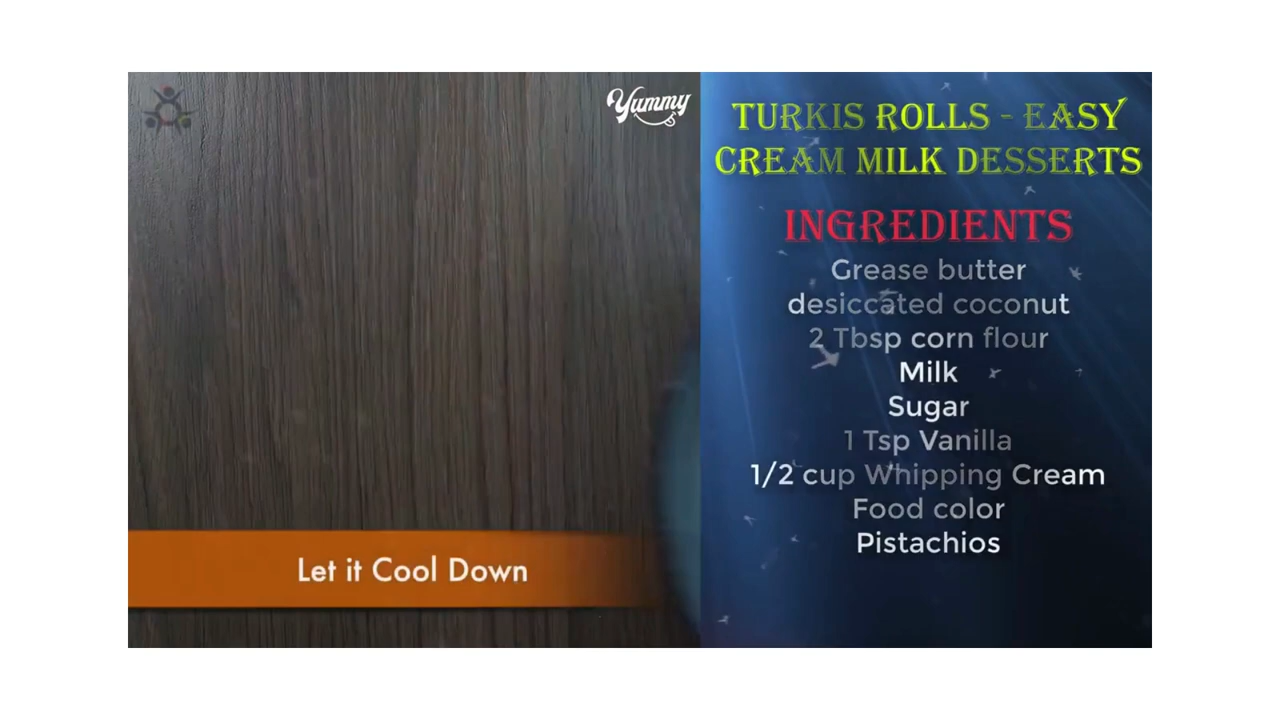 Yummy
TURKIS ROLLS - EASY
CREAM MILK DESSERTS
INGREDIENTS
Grease butter
desiccated coconut
2 Tbsp corn flour
Milk
Sugar
1 Tsp Vanilla
1/2 cup Whipping Cream
Food color
Pistachios
Let it Cool Down